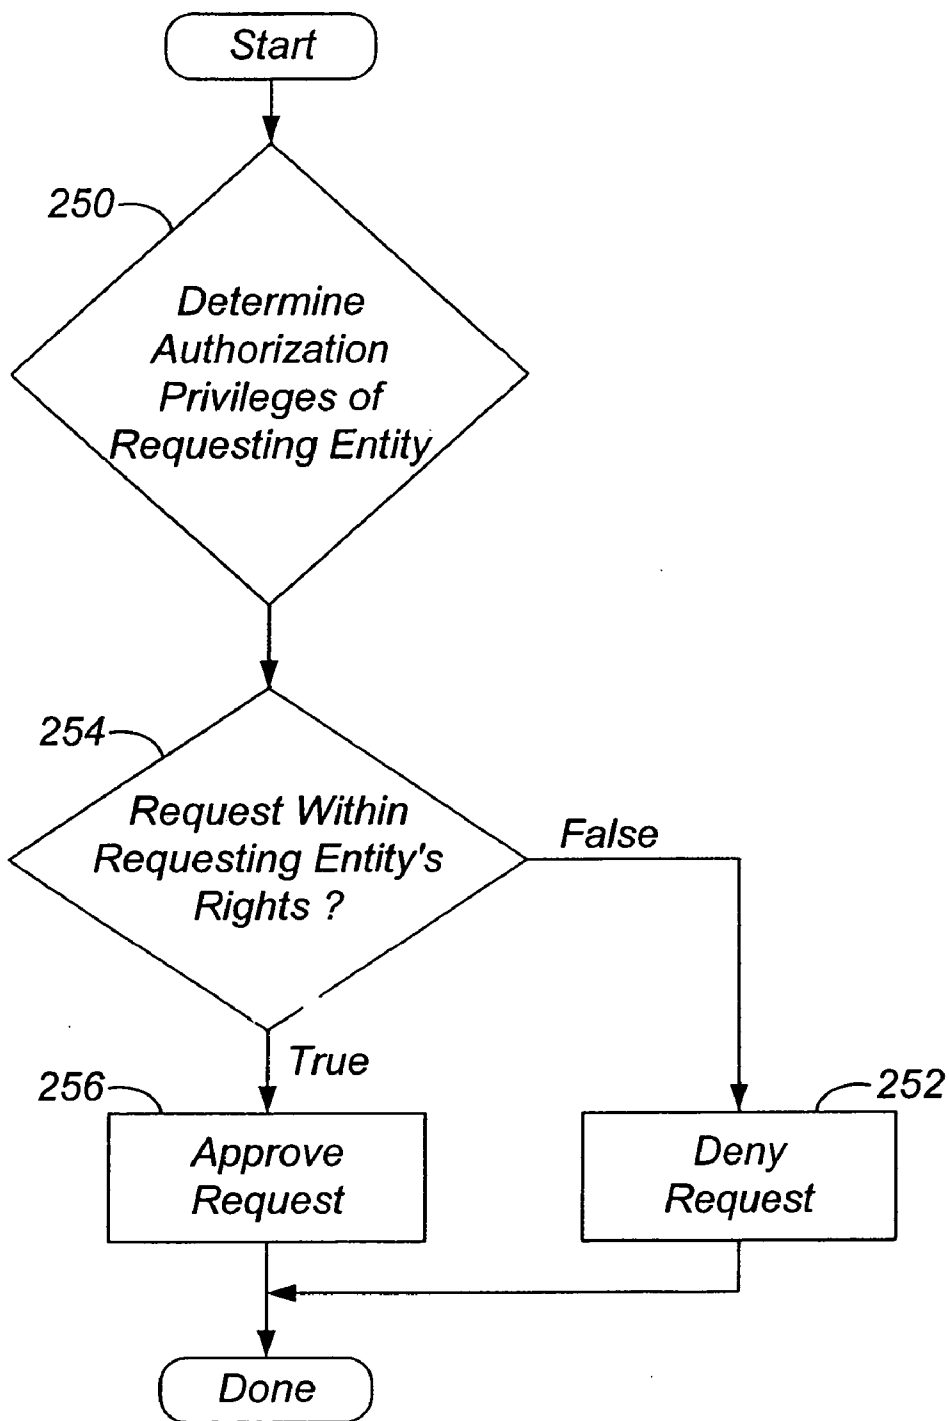 Start
250
Determine
Authorization
Privileges of
Requesting Entity
254
Request Within
Requesting Entity's
Rights ?
False
True
256
252
Approve
Request
Deny
Request
Done